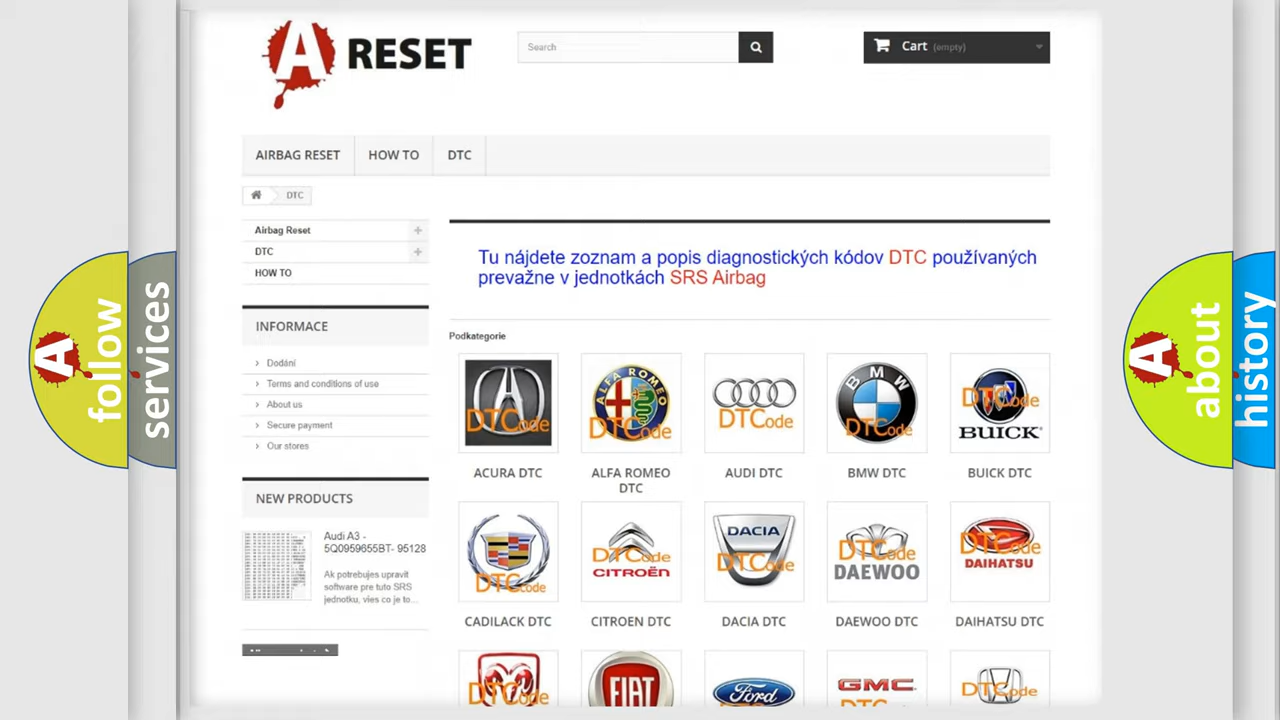 A RESET
Search
Cart (empty)
AIRBAG RESET
HOW TO
DTC
DTC
Airbag Reset
DTC
HOW TO
INFORMACE
Dodání
Terms and conditions of use
About us
Secure payment
Our stores
NEW PRODUCTS
Audi A3 -
5Q0959655BT- 95128
Ak potrebujes upravit
software pre tuto SRS
jednotku, vies co je to...
Tu nájdete zoznam a popis diagnostických kódov DTC používaných
prevažne v jednotkách SRS Airbag
Podkategorie
DTCode
ALFA ROMEO
DTCode
DTCode
BMW
DTCode
DTCode
BUICK
ACURA DTC
ALFA ROMEO
DTC
AUDI DTC
BMW DTC
BUICK DTC
DTCode
DTCode
CITROËN
DACIA
DTCode
DTCode
DAEWOO
DTCode
DAIHATSU
CADILACK DTC
CITROEN DTC
DACIA DTC
DAEWOO DTC
DAIHATSU DTC
DTCode
FIAT
Ford
GMC
DTCode
A follow
services
A about
history